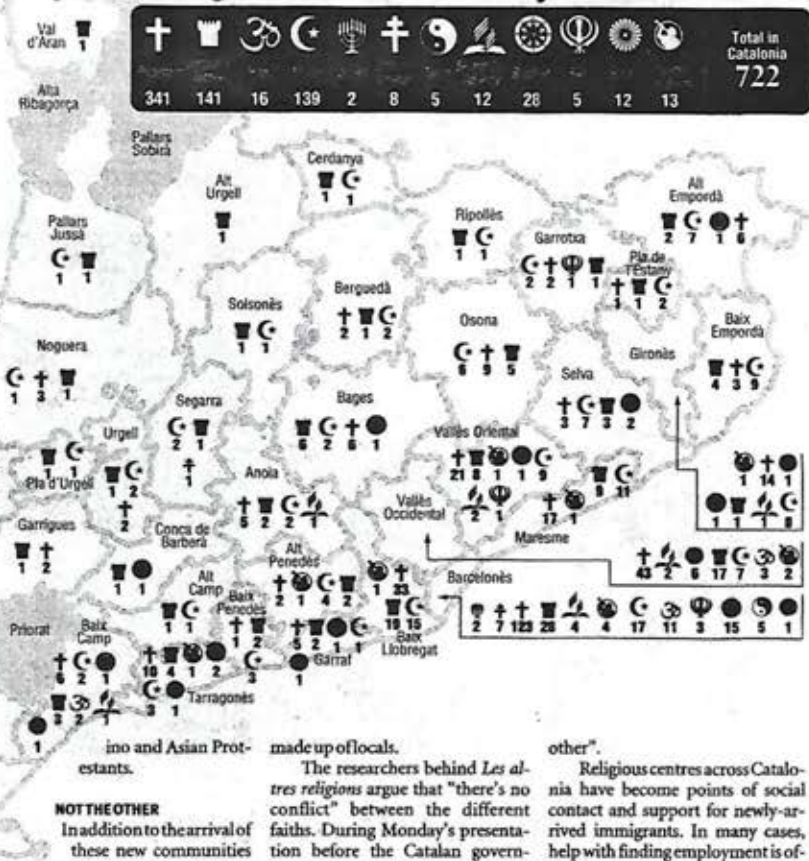 Total in
Catalonia
722
341 141 16 139 2 8 5 12 28 5 12 13
Val
d'Aran
1
Alta
Ribagorça
Pallars
Sobirà
Cerdanya
1 1
Alt
Urgell
1
Ripollès
1 1
Garrotxa
2 2 1 1
Alt
Empordà
2 7 1 6
Pla de
l'Estany
3 1 2
Pallars
Jussà
1 1
Solsonès
1 1
Berguedà
2 1 2
Osona
6 9 5
Gironès
Baix
Empordà
4 3 9
Noguera
1 3 1
Segarra
2 1
1
Bages
6 2 6 1
Selva
3 7 3 2
Urgell
1 2
2
Pla d'Urgell
1 1
Anoia
5 2 2 1
Vallès Oriental
21 8 1 1 9
2 1
9 11
17 1
Maresme
1 14 1
1 1 1 8
Vallès
Occidental
Garrigues
1 2
Conca de
Barberà
1 1
Alt
Camp
1 1
Alt
Penedès
2 1 4 2
1 33
19 15
Baix
Llobregat
Barcelonès
43 2 6 17 7 3 2
2 7 123 28 4 4 17 11 3 15 5 1
Baix
Penedès
1 2
3
5 2 1 1
Garraf
1
Priorat
Baix
Camp
6 2 1
3 2 1
1
10 4 1 2
3 1
Tarragonès
ino and Asian Prot-
estants.
NOT THE OTHER
In addition to the arrival of
these new communities
made up of locals.
The researchers behind Les al-
tres religions argue that "there's no
conflict" between the different
faiths. During Monday's presenta-
tion before the Catalan govern-
other".
Religious centres across Catalo-
nia have become points of social
contact and support for newly-ar-
rived immigrants. In many cases,
help with finding employment is of-